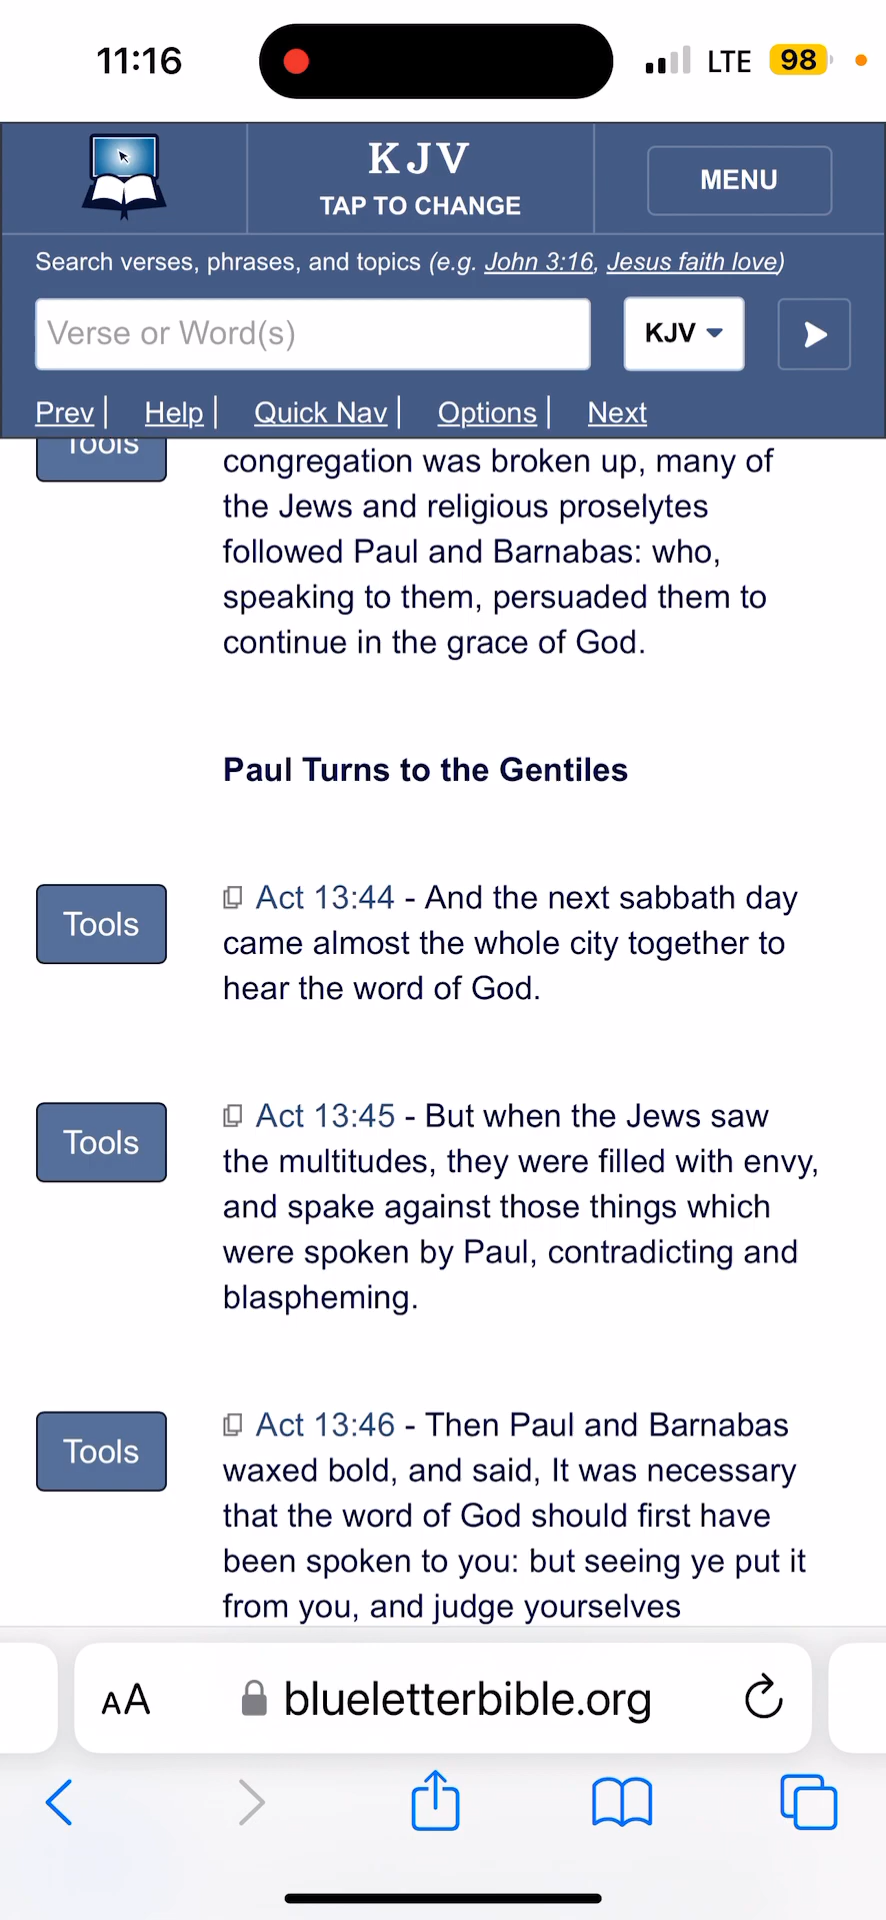 11:16 LTE 98
KJV
TAP TO CHANGE
MENU
Search verses, phrases, and topics (e.g. John 3:16, Jesus faith love)
Verse or Word(s)
KJV
Prev | Help | Quick Nav | Options | Next
Tools
congregation was broken up, many of
the Jews and religious proselytes
followed Paul and Barnabas: who,
speaking to them, persuaded them to
continue in the grace of God.
Paul Turns to the Gentiles
Tools
Act 13:44 - And the next sabbath day
came almost the whole city together to
hear the word of God.
Tools
Act 13:45 - But when the Jews saw
the multitudes, they were filled with envy,
and spake against those things which
were spoken by Paul, contradicting and
blaspheming.
Tools
Act 13:46 - Then Paul and Barnabas
waxed bold, and said, It was necessary
that the word of God should first have
been spoken to you: but seeing ye put it
from you, and judge yourselves
AA blueletterbible.org